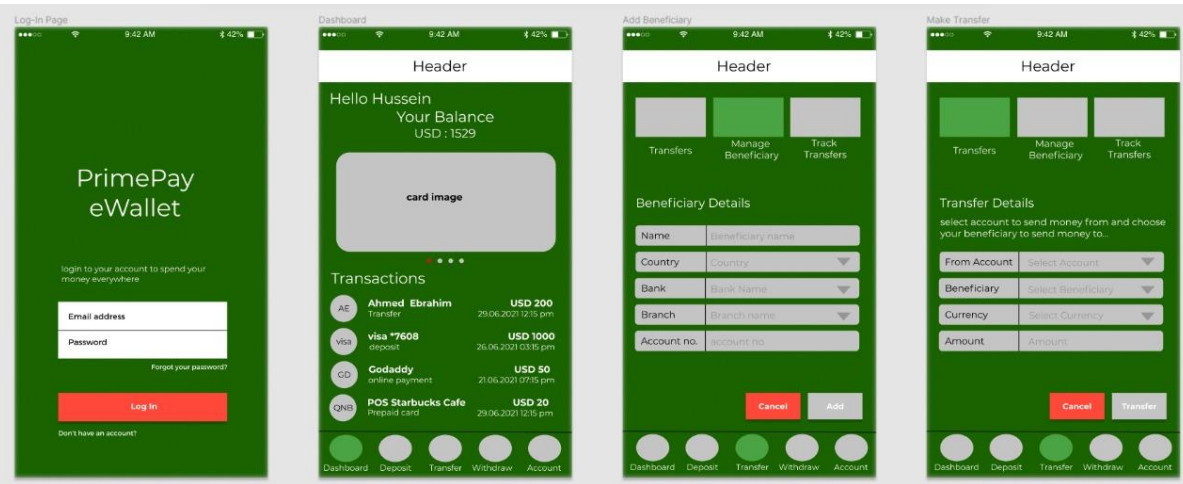 Log-In Page
9:42 AM
42%
PrimePay
eWallet
login to your account to spend your
money everywhere
Email address
Password
Forgot your password?
Log In
Don't have an account?
Dashboard
9:42 AM
42%
Header
Hello Hussein
Your Balance
USD : 1529
card image
Transactions
AE
Ahmed Ebrahim
USD 200
Transfer
29.06.2021 12:15 pm
visa
visa *7608
USD 1000
deposit
26.06.2021 03:15 pm
GD
Godaddy
USD 50
online payment
21.06.2021 07:15 pm
QNB
POS Starbucks Cafe
USD 20
Prepaid card
29.06.2021 12:15 pm
Dashboard
Deposit
Transfer
Withdraw
Account
Add Beneficiary
9:42 AM
42%
Header
Transfers
Manage
Beneficiary
Track
Transfers
Beneficiary Details
Name
Beneficiary name
Country
Country
Bank
Bank Name
Branch
Branch name
Account no.
account no.
Cancel
Add
Dashboard
Deposit
Transfer
Withdraw
Account
Make Transfer
9:42 AM
42%
Header
Transfers
Manage
Beneficiary
Track
Transfers
Transfer Details
select account to send money from and choose
your beneficiary to send money to...
From Account
Select Account
Beneficiary
Select Beneficiary
Currency
Select Currency
Amount
Amount
Cancel
Transfer
Dashboard
Deposit
Transfer
Withdraw
Account